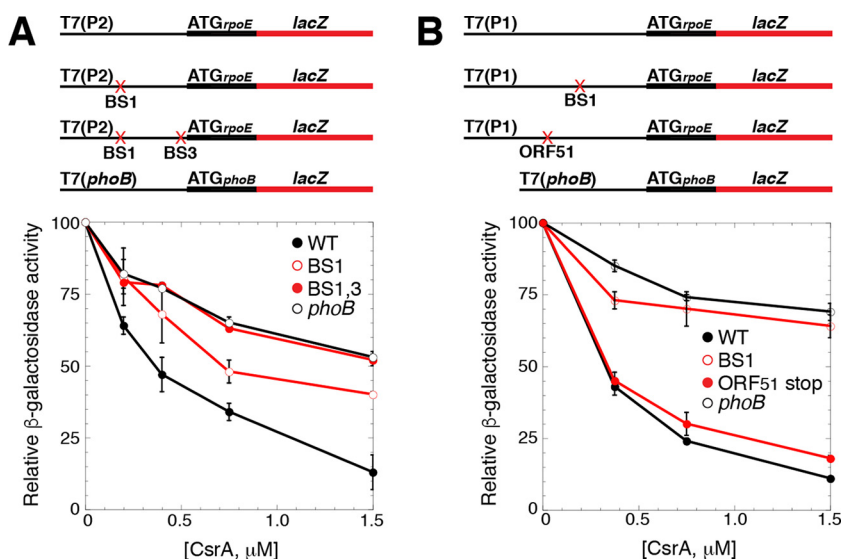 A
T7(P2) ATGrpoE lacZ
T7(P2) ATGrpoE lacZ
BS1
T7(P2) ATGrpoE lacZ
BS1 BS3
T7(phoB) ATGphoB lacZ
Relative β-galactosidase activity
100
75
50
25
0
WT
BS1
BS1,3
phoB
0 0.5 1.0 1.5
[CsrA, μM]
B
T7(P1) ATGrpoE lacZ
T7(P1) ATGrpoE lacZ
BS1
T7(P1) ATGrpoE lacZ
ORF51
T7(phoB) ATGphoB lacZ
Relative β-galactosidase activity
100
75
50
25
0
WT
BS1
ORF51 stop
phoB
0 0.5 1.0 1.5
[CsrA, μM]